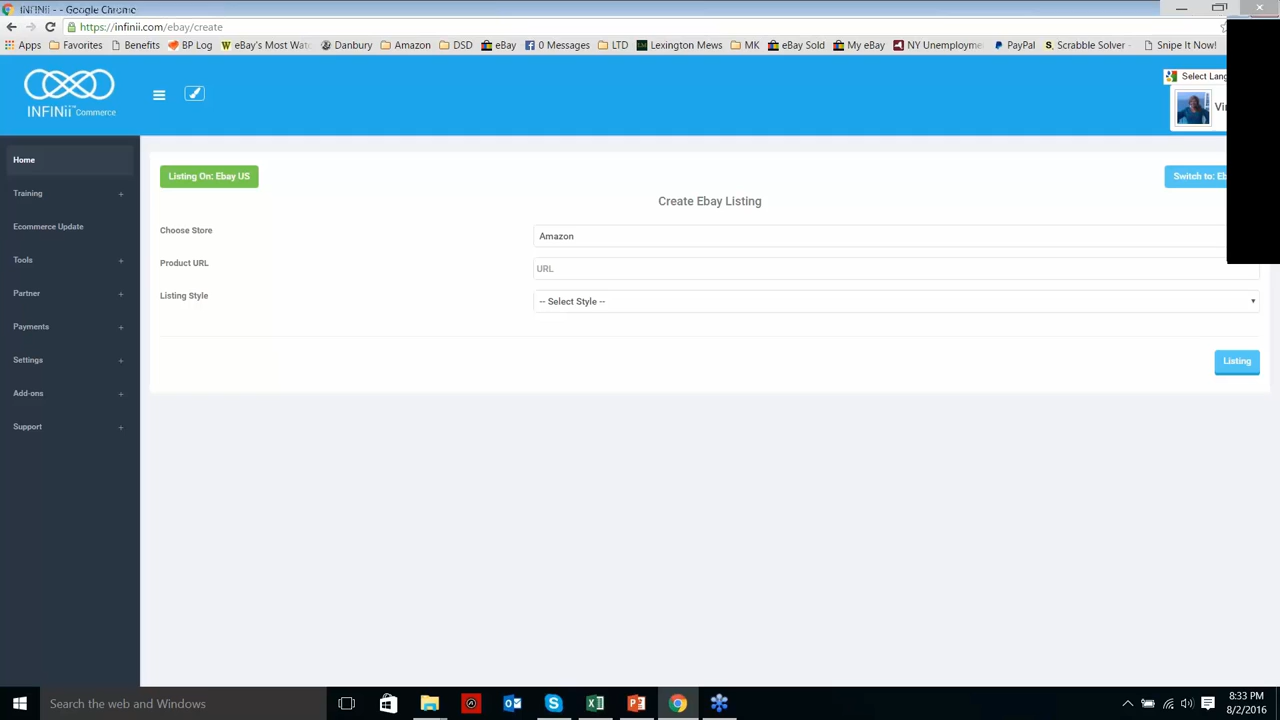 INFINii - Google Chrome
https://infinii.com/ebay/create
Apps Favorites Benefits BP Log eBay's Most Wat Danbury Amazon DSD eBay 0 Messages LTD Lexington Mews MK eBay Sold My eBay NY Unemploym PayPal Scrabble Solver - Snipe It Now!
INFINii™ Commerce
Select Lang
Vi
Home
Training +
Ecommerce Update
Tools +
Partner +
Payments +
Settings +
Add-ons +
Support +
Listing On: Ebay US
Switch to: Eb
Create Ebay Listing
Choose Store
Amazon
Product URL
URL
Listing Style
-- Select Style --
Listing
Search the web and Windows
8:33 PM
8/2/2016